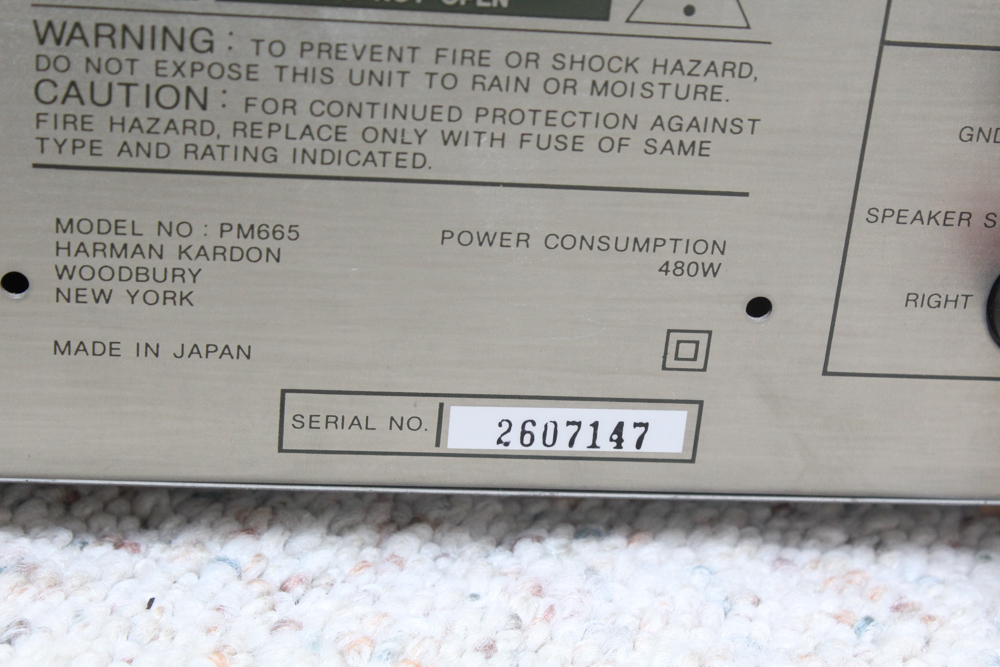 NOT OPEN
WARNING : TO PREVENT FIRE OR SHOCK HAZARD,
DO NOT EXPOSE THIS UNIT TO RAIN OR MOISTURE.
CAUTION : FOR CONTINUED PROTECTION AGAINST
FIRE HAZARD, REPLACE ONLY WITH FUSE OF SAME
TYPE AND RATING INDICATED.
MODEL NO : PM665
HARMAN KARDON
WOODBURY
NEW YORK
MADE IN JAPAN
POWER CONSUMPTION
480W
SERIAL NO. 2607147
GND
SPEAKER S
RIGHT